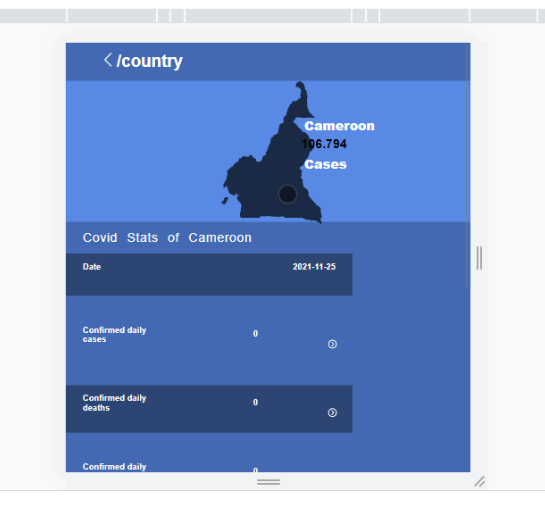 /country
Cameroon
106.794
Cases
Covid Stats of Cameroon
Date 2021-11-25
Confirmed daily
cases
0
Confirmed daily
deaths
0
Confirmed daily
0